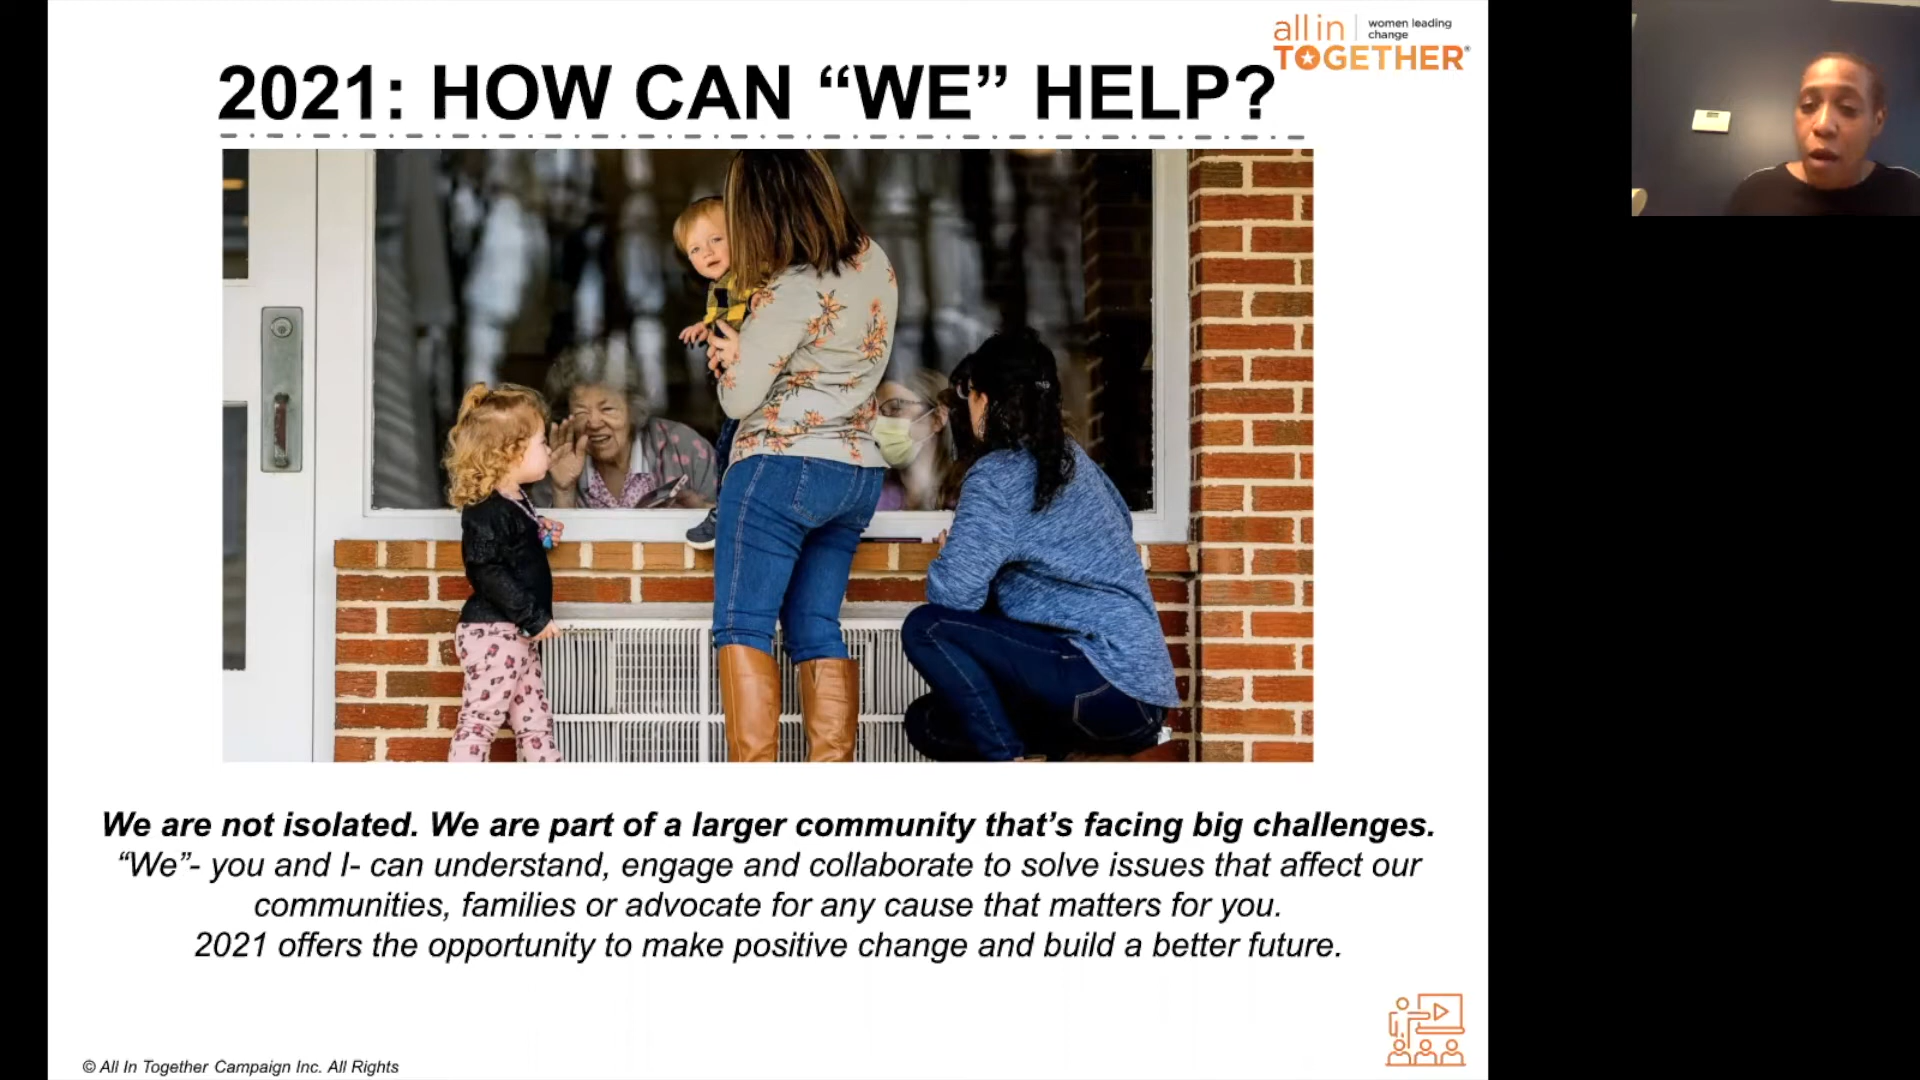 all in
women leading
change
TOGETHER®
2021: HOW CAN “WE” HELP?
We are not isolated. We are part of a larger community that’s facing big challenges.
“We”- you and I- can understand, engage and collaborate to solve issues that affect our
communities, families or advocate for any cause that matters for you.
2021 offers the opportunity to make positive change and build a better future.
© All In Together Campaign Inc. All Rights